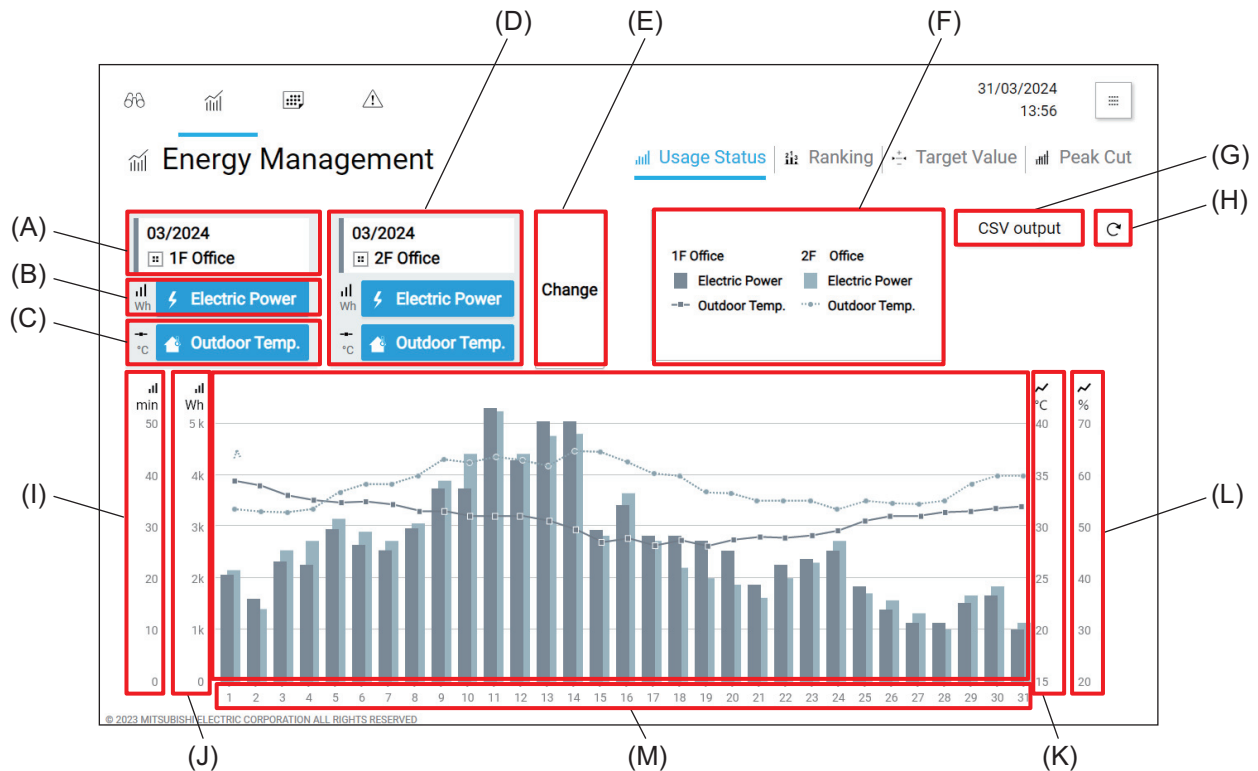 (D)
(E)
(F)
31/03/2024
13:56
Energy Management
Usage Status
Ranking
Target Value
Peak Cut
(G)
(H)
(A)
03/2024
1F Office
03/2024
2F Office
CSV output
1F Office
2F Office
(B)
Wh
Electric Power
Wh
Electric Power
Change
Electric Power
Electric Power
Outdoor Temp.
Outdoor Temp.
(C)
°C
Outdoor Temp.
°C
Outdoor Temp.
min
Wh
°C
%
50
5 k
40
70
40
4k
35
60
(I)
30
3k
30
50
(L)
20
2k
25
40
10
1k
20
30
0
0
15
20
1 2 3 4 5 6 7 8 9 10 11 12 13 14 15 16 17 18 19 20 21 22 23 24 25 26 27 28 29 30 31
© 2023 MITSUBISHI ELECTRIC CORPORATION ALL RIGHTS RESERVED
(J)
(M)
(K)